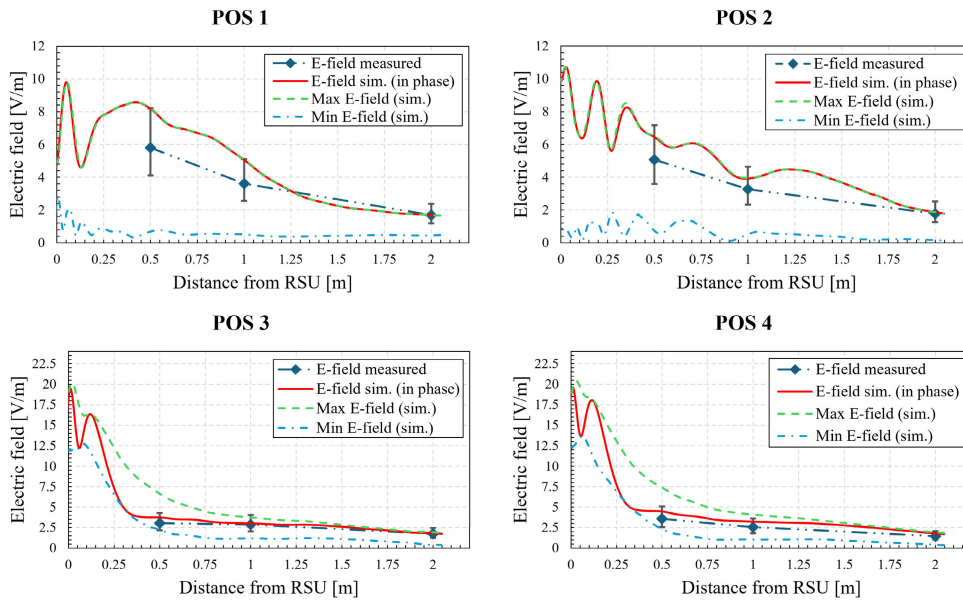 POS 1
POS 2
12
10
8
6
4
2
0
Electric field [V/m]
E-field measured
E-field sim. (in phase)
Max E-field (sim.)
Min E-field (sim.)
0
0.25
0.5
0.75
1
1.25
1.5
1.75
2
Distance from RSU [m]
12
10
8
6
4
2
0
Electric field [V/m]
E-field measured
E-field sim. (in phase)
Max E-field (sim.)
Min E-field (sim.)
0
0.25
0.5
0.75
1
1.25
1.5
1.75
2
Distance from RSU [m]
POS 3
POS 4
22.5
20
17.5
15
12.5
10
7.5
5
2.5
0
Electric field [V/m]
E-field measured
E-field sim. (in phase)
Max E-field (sim.)
Min E-field (sim.)
0
0.25
0.5
0.75
1
1.25
1.5
1.75
2
Distance from RSU [m]
22.5
20
17.5
15
12.5
10
7.5
5
2.5
0
Electric field [V/m]
E-field measured
E-field sim. (in phase)
Max E-field (sim.)
Min E-field (sim.)
0
0.25
0.5
0.75
1
1.25
1.5
1.75
2
Distance from RSU [m]